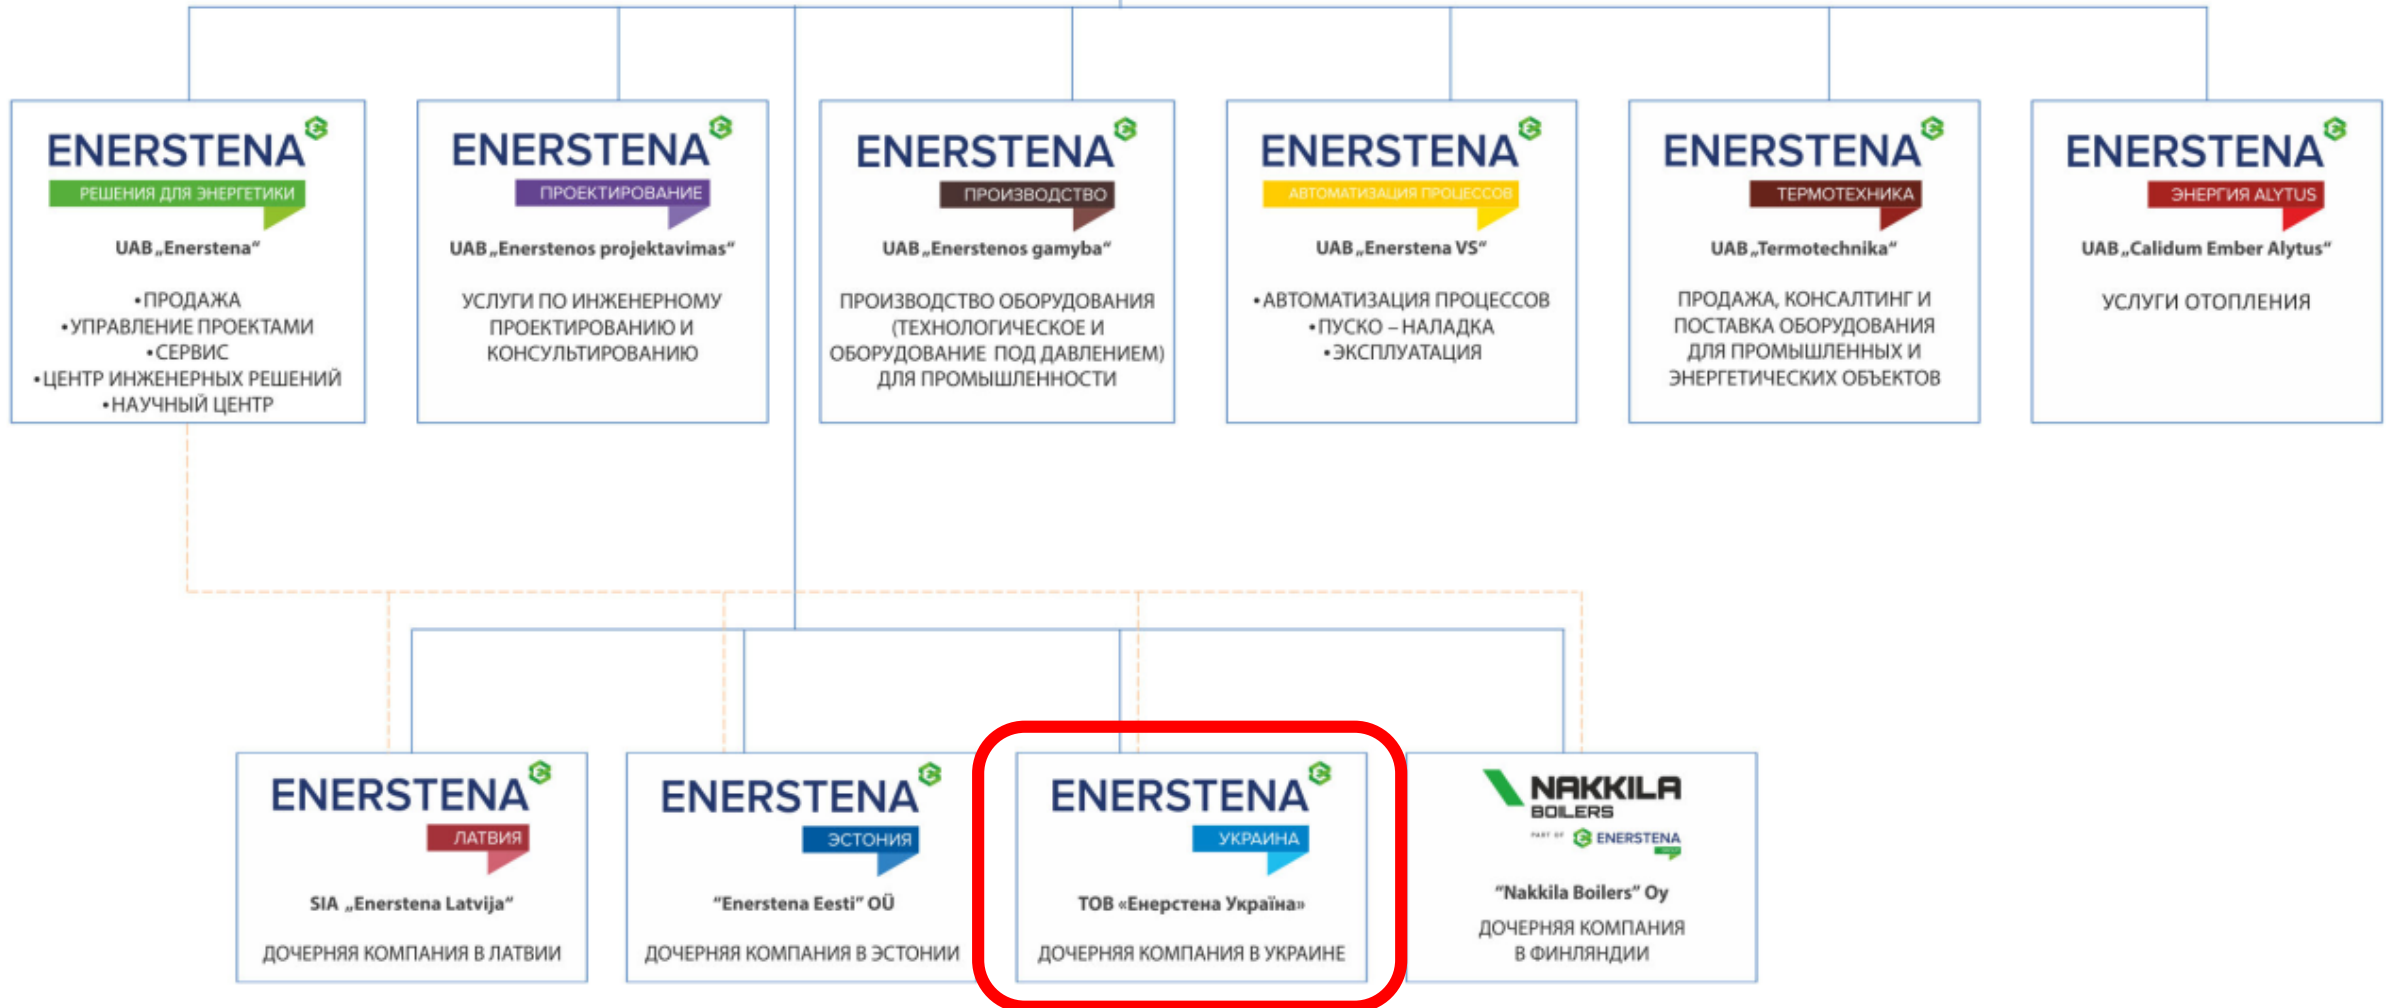 ENERSTENA
РЕШЕНИЯ ДЛЯ ЭНЕРГЕТИКИ
UAB „Enerstena“
•ПРОДАЖА
•УПРАВЛЕНИЕ ПРОЕКТАМИ
•СЕРВИС
•ЦЕНТР ИНЖЕНЕРНЫХ РЕШЕНИЙ
•НАУЧНЫЙ ЦЕНТР
ENERSTENA
ПРОЕКТИРОВАНИЕ
UAB „Enerstenos projektavimas“
УСЛУГИ ПО ИНЖЕНЕРНОМУ
ПРОЕКТИРОВАНИЮ И
КОНСУЛЬТИРОВАНИЮ
ENERSTENA
ПРОИЗВОДСТВО
UAB „Enerstenos gamyba“
ПРОИЗВОДСТВО ОБОРУДОВАНИЯ
(ТЕХНОЛОГИЧЕСКОЕ И
ОБОРУДОВАНИЕ ПОД ДАВЛЕНИЕМ)
ДЛЯ ПРОМЫШЛЕННОСТИ
ENERSTENA
АВТОМАТИЗАЦИЯ ПРОЦЕССОВ
UAB „Enerstena VS“
•АВТОМАТИЗАЦИЯ ПРОЦЕССОВ
•ПУСКО – НАЛАДКА
•ЭКСПЛУАТАЦИЯ
ENERSTENA
ТЕРМОТЕХНИКА
UAB „Termotechnika“
ПРОДАЖА, КОНСАЛТИНГ И
ПОСТАВКА ОБОРУДОВАНИЯ
ДЛЯ ПРОМЫШЛЕННЫХ И
ЭНЕРГЕТИЧЕСКИХ ОБЪЕКТОВ
ENERSTENA
ЭНЕРГИЯ ALYTUS
UAB „Calidum Ember Alytus“
УСЛУГИ ОТОПЛЕНИЯ
ENERSTENA
ЛАТВИЯ
SIA „Enerstena Latvija“
ДОЧЕРНЯЯ КОМПАНИЯ В ЛАТВИИ
ENERSTENA
ЭСТОНИЯ
“Enerstena Eesti” OÜ
ДОЧЕРНЯЯ КОМПАНИЯ В ЭСТОНИИ
ENERSTENA
УКРАИНА
ТОВ «Енерстена Україна»
ДОЧЕРНЯЯ КОМПАНИЯ В УКРАИНЕ
NAKKILA
BOILERS
PART OF ENERSTENA
“Nakkila Boilers” Oy
ДОЧЕРНЯЯ КОМПАНИЯ
В ФИНЛЯНДИИ